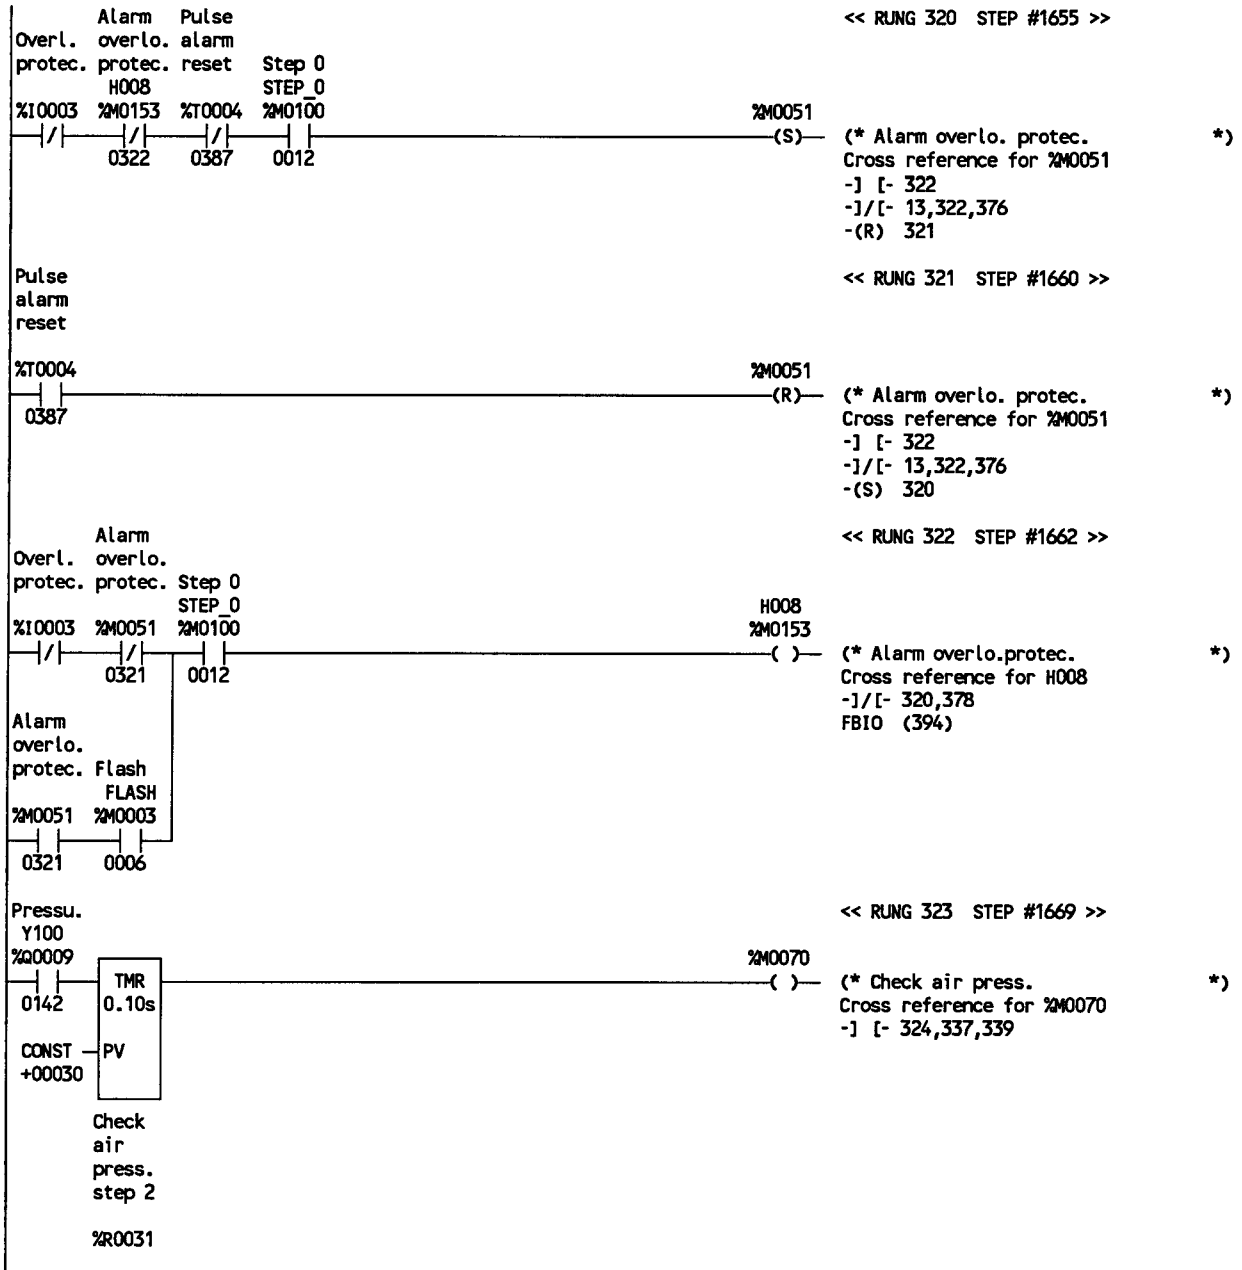 Alarm Pulse << RUNG 320 STEP #1655 >>
Overl. overlo. alarm
protec. protec. reset Step 0
H008 STEP_0
%I0003 %M0153 %T0004 %M0100 %M0051
(S) (* Alarm overlo. protec. *)
0322 0387 0012 Cross reference for %M0051
-] [- 322
-]/[- 13,322,376
-(R) 321
Pulse << RUNG 321 STEP #1660 >>
alarm
reset
%T0004 %M0051
(R) (* Alarm overlo. protec. *)
0387 Cross reference for %M0051
-] [- 322
-]/[- 13,322,376
-(S) 320
Alarm << RUNG 322 STEP #1662 >>
Overl. overlo.
protec. protec. Step 0
STEP_0 H008
%I0003 %M0051 %M0100 %M0153
( ) (* Alarm overlo.protec. *)
0321 0012 Cross reference for H008
-]/[- 320,378
Alarm FBIO (394)
overlo.
protec. Flash
FLASH
%M0051 %M0003
0321 0006
Pressu. << RUNG 323 STEP #1669 >>
Y100
%Q0009 %M0070
TMR ( ) (* Check air press. *)
0142 0.10s Cross reference for %M0070
-] [- 324,337,339
CONST PV
+00030
Check
air
press.
step 2
%R0031